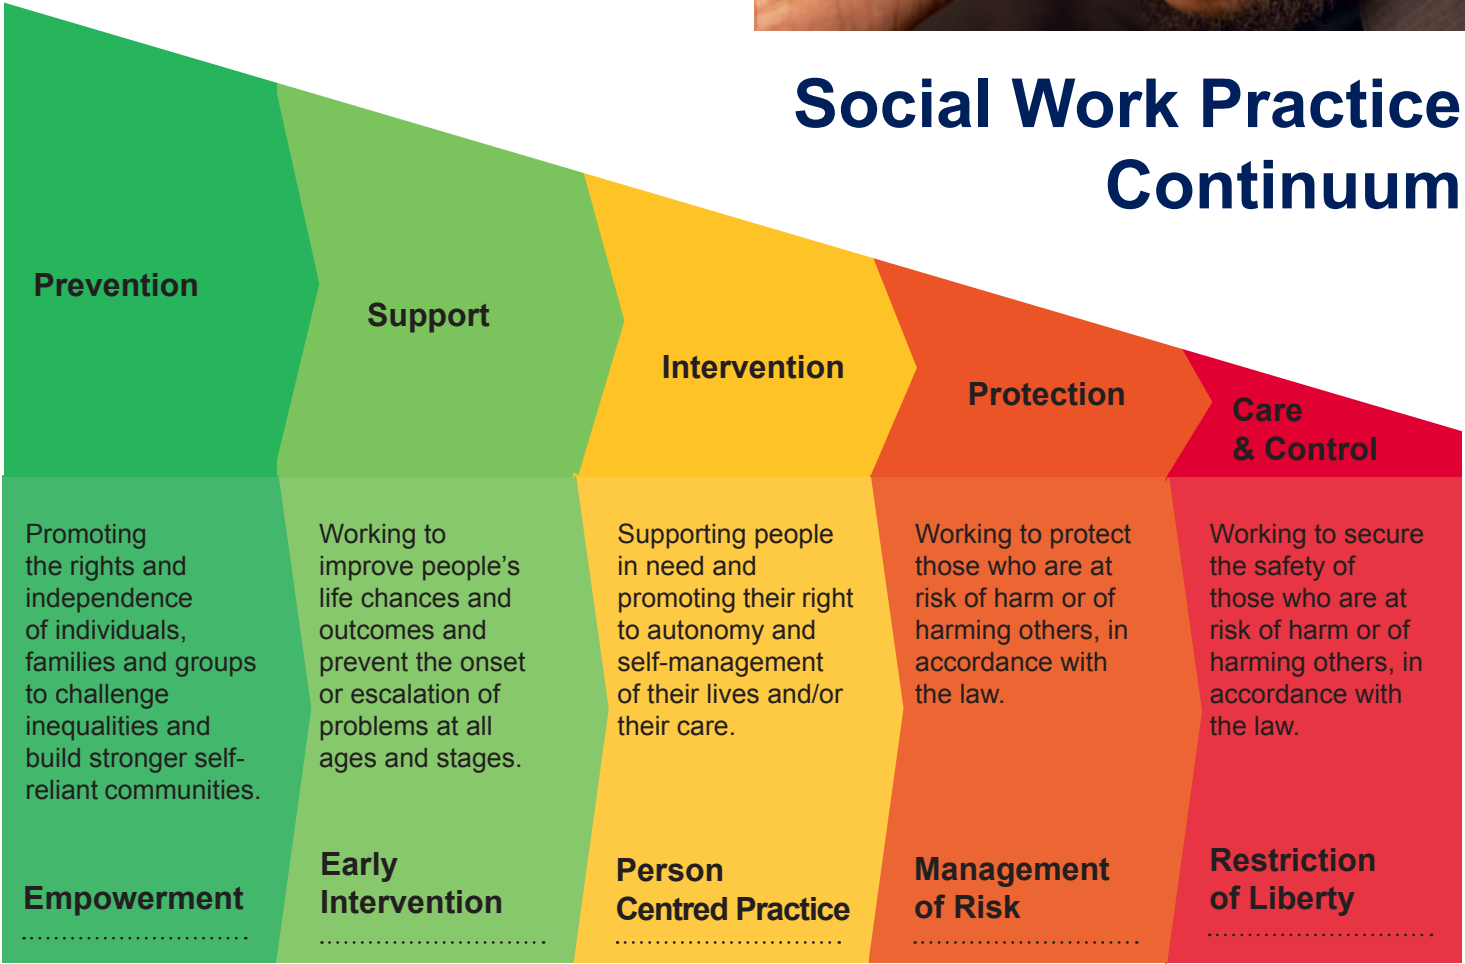 Social Work Practice
Continuum
Prevention
Support
Intervention
Protection
Care
& Control
Promoting
the rights and
independence
of individuals,
families and groups
to challenge
inequalities and
build stronger self-
reliant communities.
Empowerment
Working to
improve people’s
life chances and
outcomes and
prevent the onset
or escalation of
problems at all
ages and stages.
Early
Intervention
Supporting people
in need and
promoting their right
to autonomy and
self-management
of their lives and/or
their care.
Person
Centred Practice
Working to protect
those who are at
risk of harm or of
harming others, in
accordance with
the law.
Management
of Risk
Working to secure
the safety of
those who are at
risk of harm or of
harming others, in
accordance with
the law.
Restriction
of Liberty